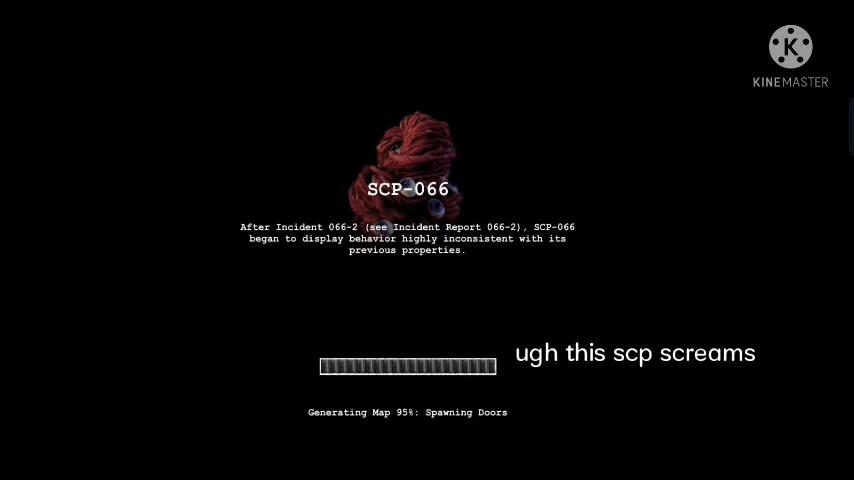 K
KINEMASTER
SCP-066
After Incident 066-2 (see Incident Report 066-2), SCP-066
began to display behavior highly inconsistent with its
previous properties.
ugh this scp screams
Generating Map 95%: Spawning Doors